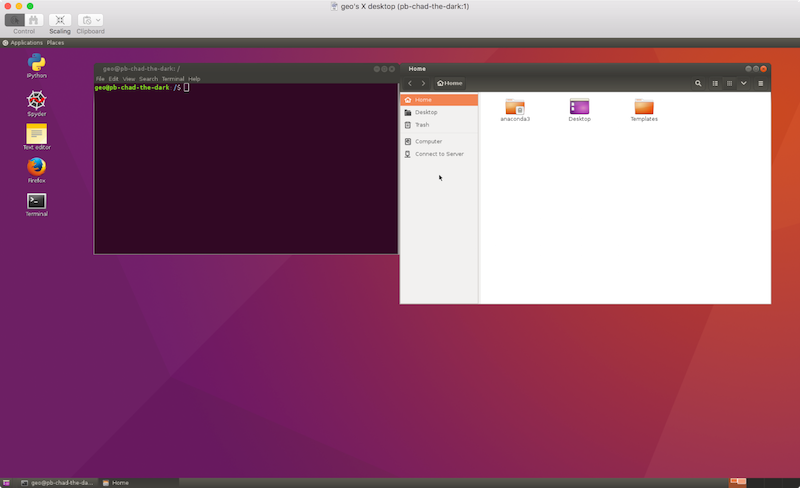 geo's X desktop (pb-chad-the-dark:1)
Control Scaling Clipboard
Applications Places
IPython
Spyder
Text editor
Firefox
Terminal
geo@pb-chad-the-dark: /
File Edit View Search Terminal Help
geo@pb-chad-the-dark:/$
Home
Home
Home
Desktop
Trash
Computer
Connect to Server
anaconda3
Desktop
Templates
geo@pb-chad-the-da...
Home